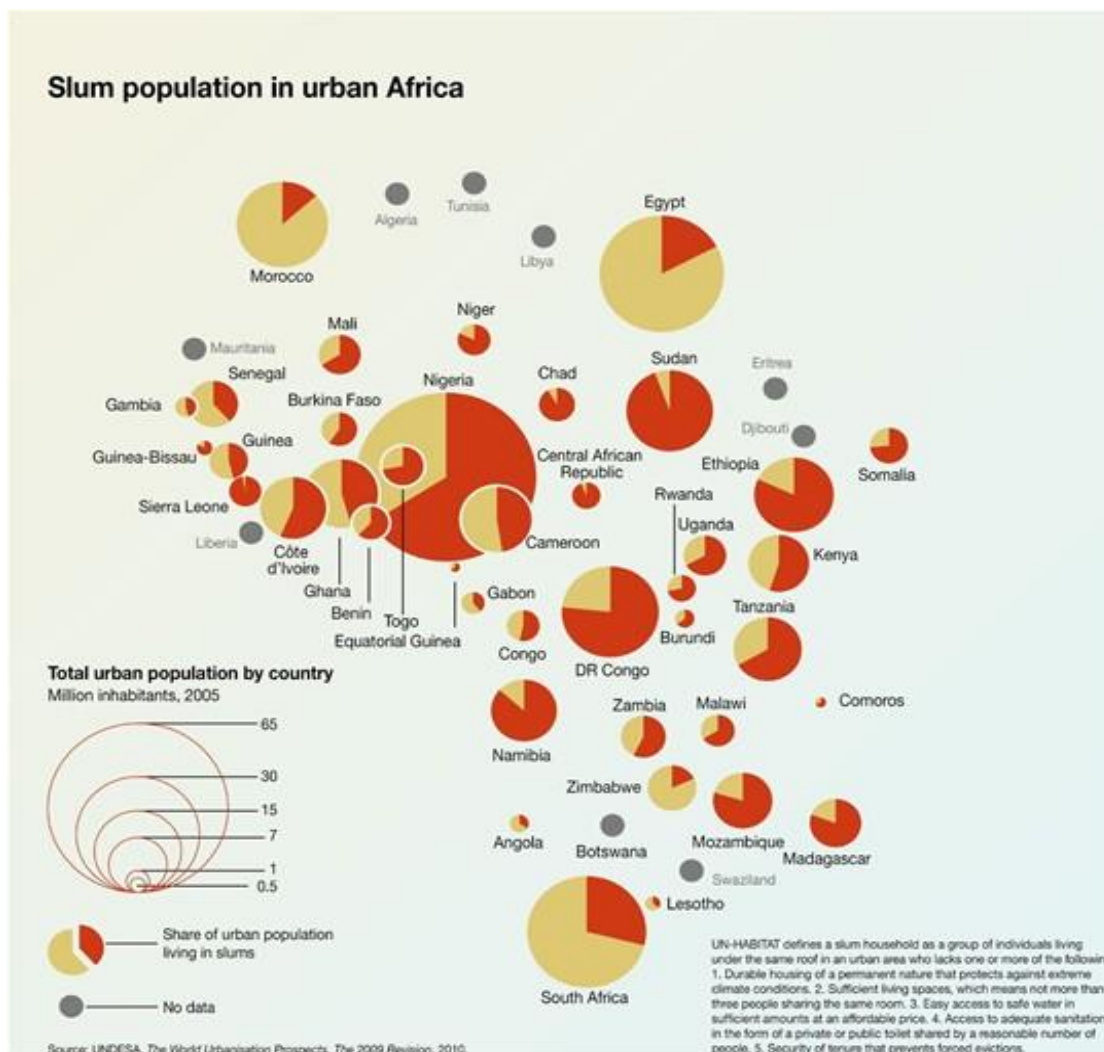 Slum population in urban Africa
Morocco
Algeria
Tunisia
Libya
Egypt
Mauritania
Senegal
Gambia
Guinea-Bissau
Guinea
Sierra Leone
Liberia
Mali
Burkina Faso
Niger
Nigeria
Chad
Sudan
Eritrea
Djibouti
Ethiopia
Somalia
Central African
Republic
Rwanda
Uganda
Kenya
Cameroon
Côte
d'Ivoire
Ghana
Benin
Togo
Equatorial Guinea
Gabon
Congo
DR Congo
Burundi
Tanzania
Comoros
Namibia
Zambia
Malawi
Zimbabwe
Angola
Botswana
Mozambique
Madagascar
Swaziland
Lesotho
South Africa
Total urban population by country
Million inhabitants, 2005
65
30
15
7
1
0.5
Share of urban population
living in slums
No data
UN-HABITAT defines a slum household as a group of individuals living
under the same roof in an urban area who lacks one or more of the followin
1. Durable housing of a permanent nature that protects against extreme
climate conditions. 2. Sufficient living spaces, which means not more than
three people sharing the same room. 3. Easy access to safe water in
sufficient amounts at an affordable price. 4. Access to adequate sanitation
in the form of a private or public toilet shared by a reasonable number of
people. 5. Security of tenure that prevents forced evictions.
Source: UNDESA, The World Urbanisation Prospects, The 2009 Revision, 2010.